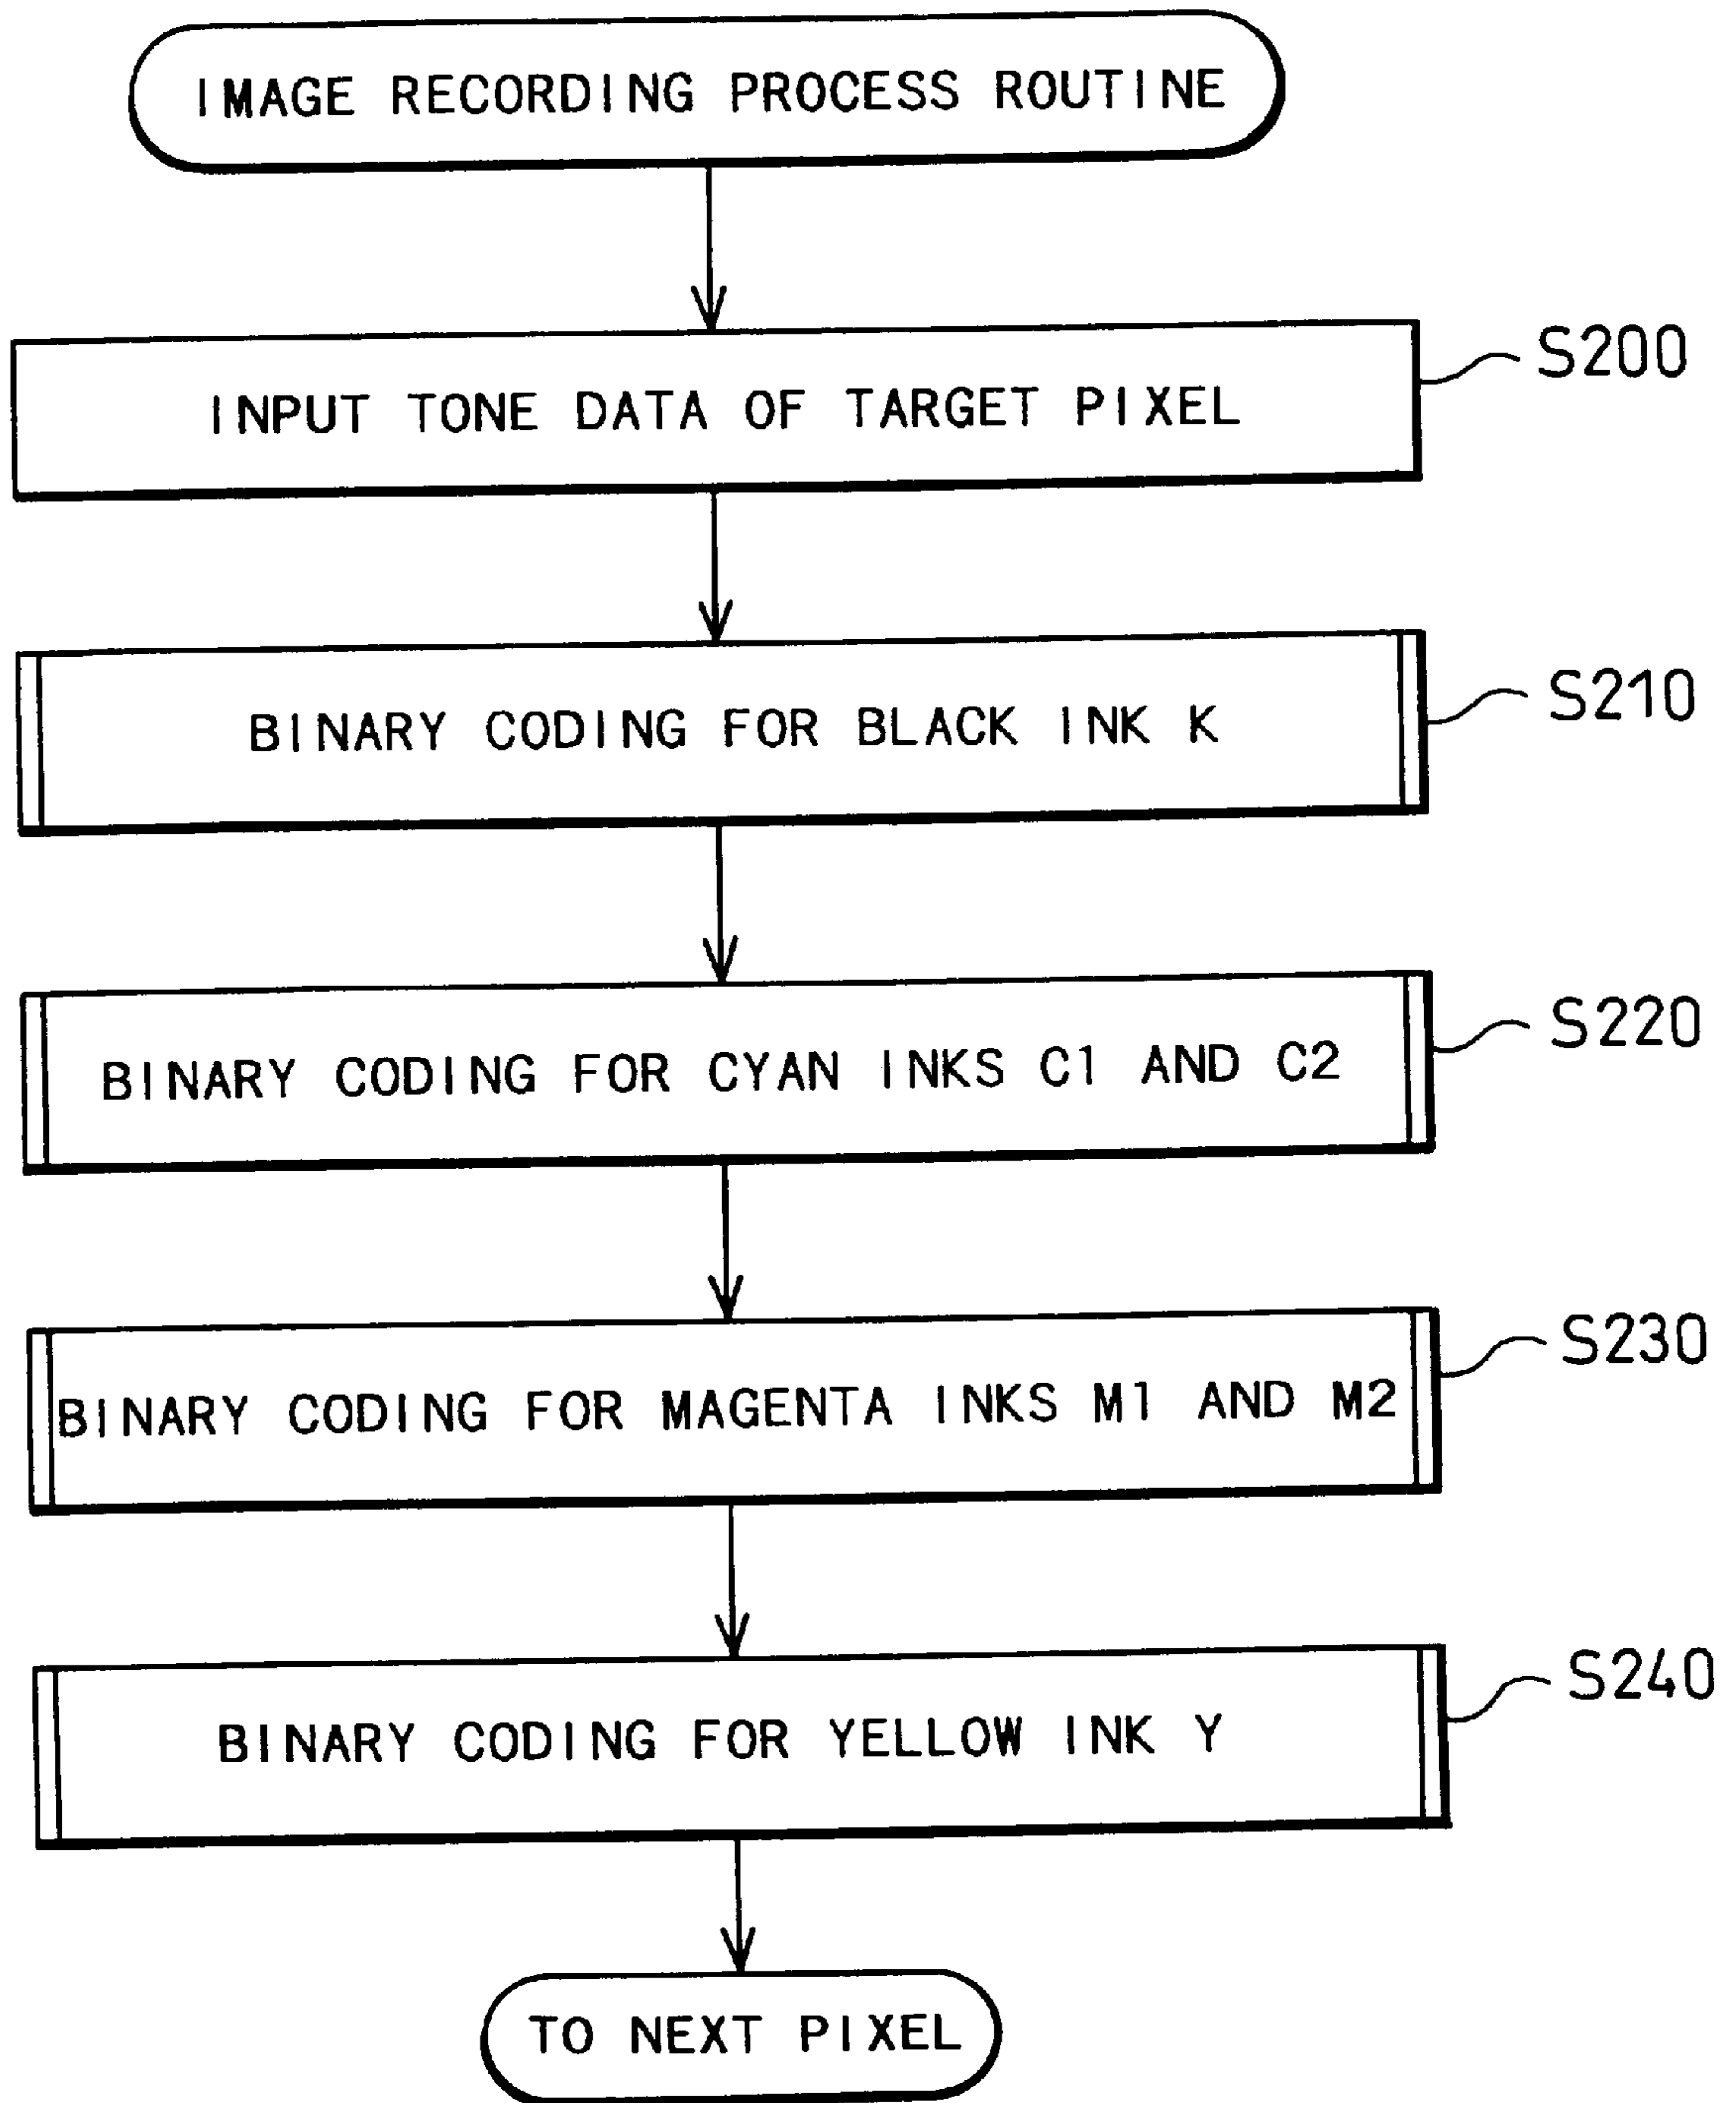 IMAGE RECORDING PROCESS ROUTINE
S200
INPUT TONE DATA OF TARGET PIXEL
S210
BINARY CODING FOR BLACK INK K
S220
BINARY CODING FOR CYAN INKS C1 AND C2
S230
BINARY CODING FOR MAGENTA INKS M1 AND M2
S240
BINARY CODING FOR YELLOW INK Y
TO NEXT PIXEL